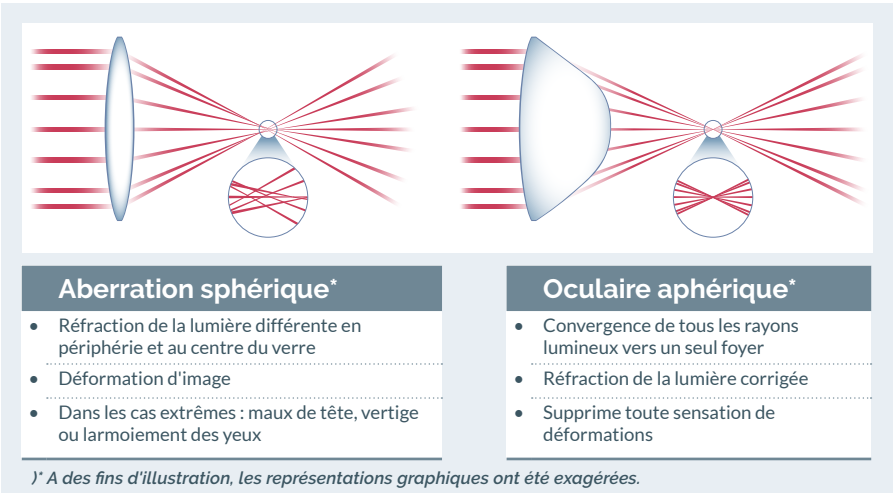 Aberration sphérique*
• Réfraction de la lumière différente en
périphérie et au centre du verre
• Déformation d'image
• Dans les cas extrêmes : maux de tête, vertige
ou larmoiement des yeux
Oculaire aphérique*
• Convergence de tous les rayons
lumineux vers un seul foyer
• Réfraction de la lumière corrigée
• Supprime toute sensation de
déformations
)* A des fins d'illustration, les représentations graphiques ont été exagérées.